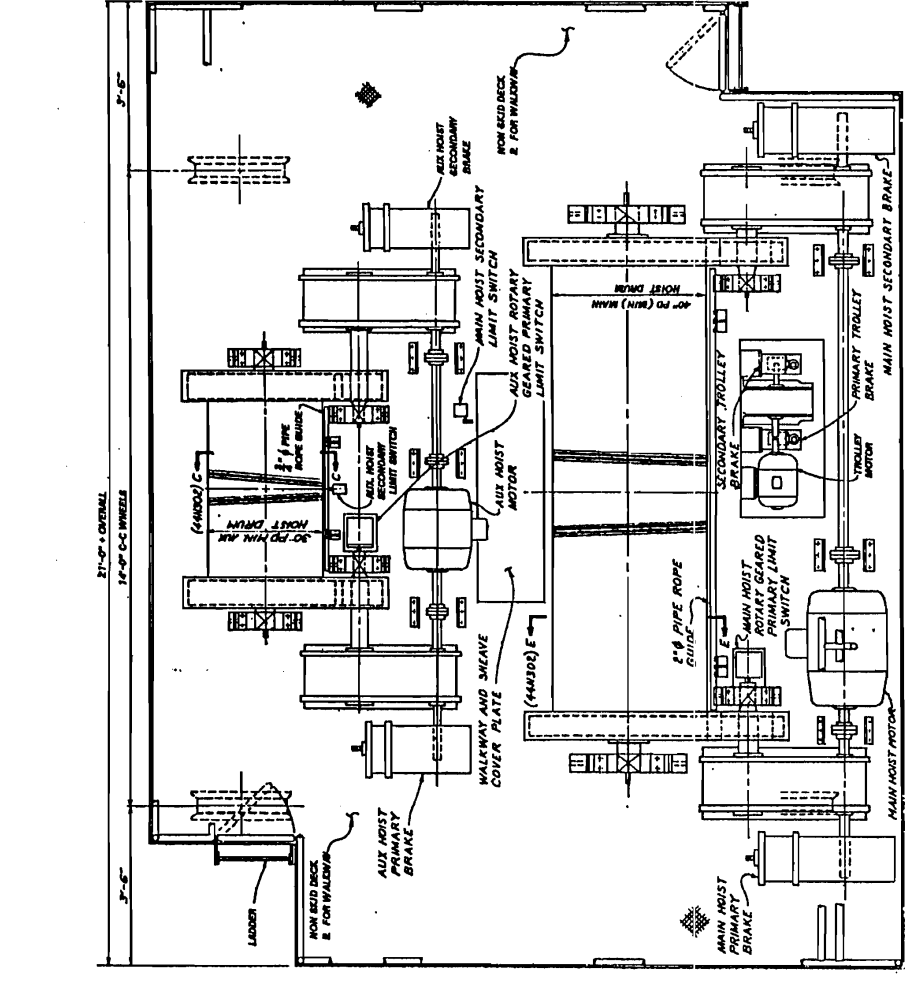 21'-0" + OVERALL
14'-0" C-C WHEELS
3'-6"
3'-6"
LADDER
NON SKID DECK
FOR WALKWAY
AUX HOIST
PRIMARY
BRAKE
WALKWAY AND SHEAVE
COVER PLATE
AUX HOIST
MOTOR
(44N302) C
30" PD (MIN) AUX
HOIST DRUM
PIPE
ROPE GUIDE
C
AUX. HOIST
SECONDARY
LIMIT SWITCH
AUX HOIST
SECONDARY
BRAKE
MAIN HOIST SECONDARY
LIMIT SWITCH
AUX HOIST ROTARY
GEARED PRIMARY
LIMIT SWITCH
NON SKID DECK
FOR WALKWAY
40" PD (MIN) MAIN
HOIST DRUM
(44N302) E
2"φ PIPE ROPE
GUIDE
E
MAIN HOIST
ROTARY GEARED
PRIMARY LIMIT
SWITCH
SECONDARY TROLLEY
BRAKE
TROLLEY
MOTOR
PRIMARY TROLLEY
BRAKE
MAIN HOIST SECONDARY BRAKE
MAIN HOIST MOTOR
MAIN HOIST
PRIMARY
BRAKE